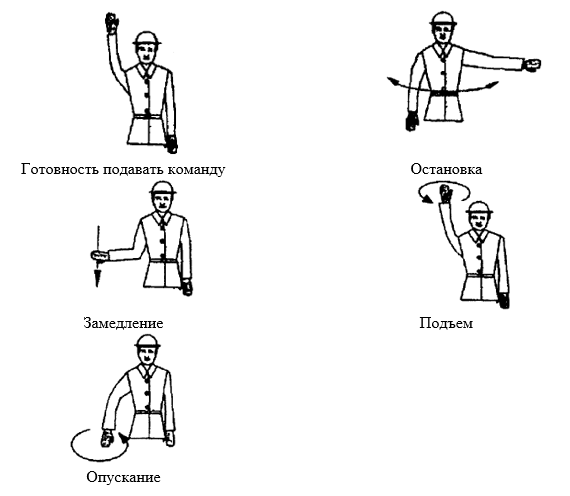 Готовность подавать команду
Остановка
Замедление
Подъем
Опускание